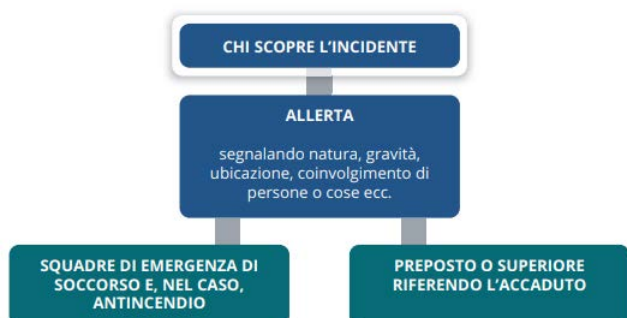 CHI SCOPRE L'INCIDENTE
ALLERTA
segnalando natura, gravità,
ubicazione, coinvolgimento di
persone o cose ecc.
SQUADRE DI EMERGENZA DI
SOCCORSO E, NEL CASO,
ANTINCENDIO
PREPOSTO O SUPERIORE
RIFERENDO L'ACCADUTO